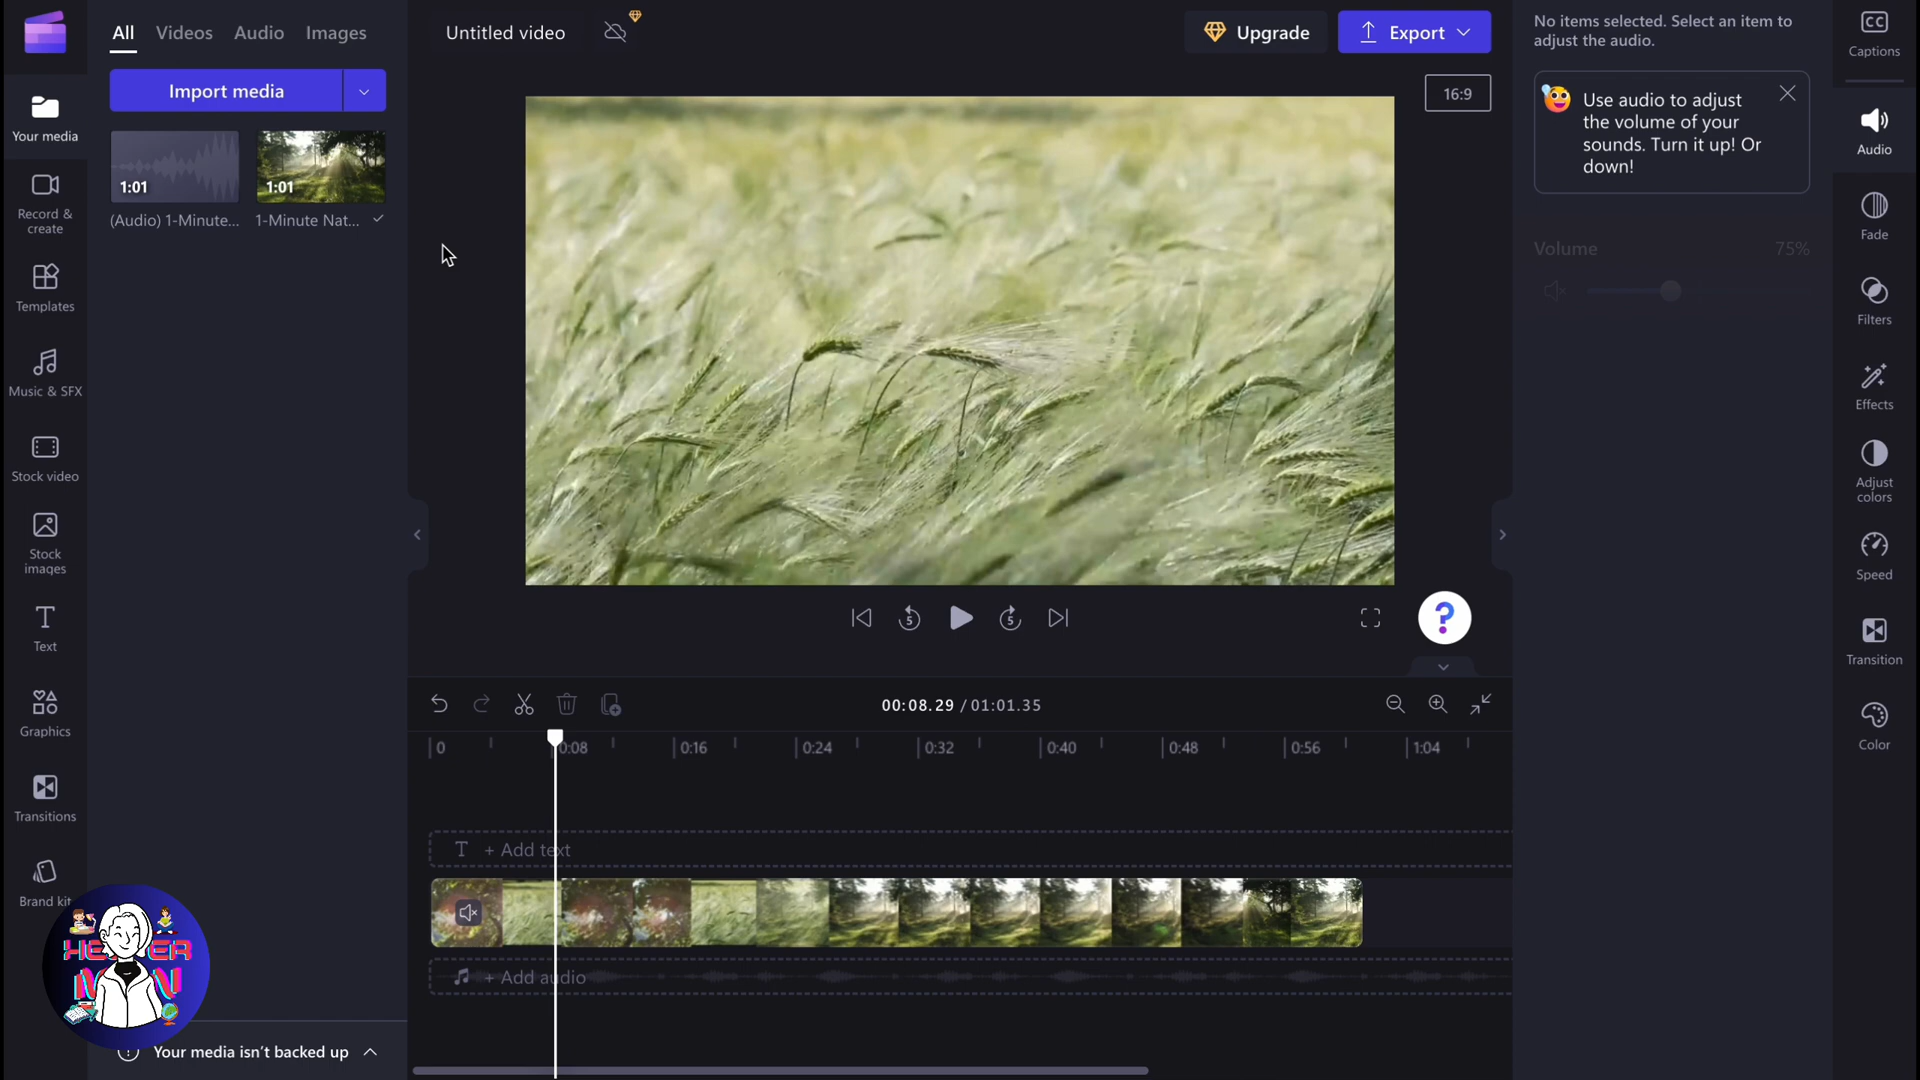 All Videos Audio Images
Import media
1:01
1:01
(Audio) 1-Minute...
1-Minute Nat...
Your media
Record &
create
Templates
Music & SFX
Stock video
Stock
images
Text
Graphics
Transitions
Brand kit
HELPER
MAN
Your media isn't backed up
Untitled video
Upgrade
Export
16:9
5
5
?
00:08.29 / 01:01.35
0
0:08
0:16
0:24
0:32
0:40
0:48
0:56
1:04
T + Add text
+ Add audio
No items selected. Select an item to
adjust the audio.
Use audio to adjust
the volume of your
sounds. Turn it up! Or
down!
Volume 75%
CC
Captions
Audio
Fade
Filters
Effects
Adjust
colors
Speed
Transition
Color